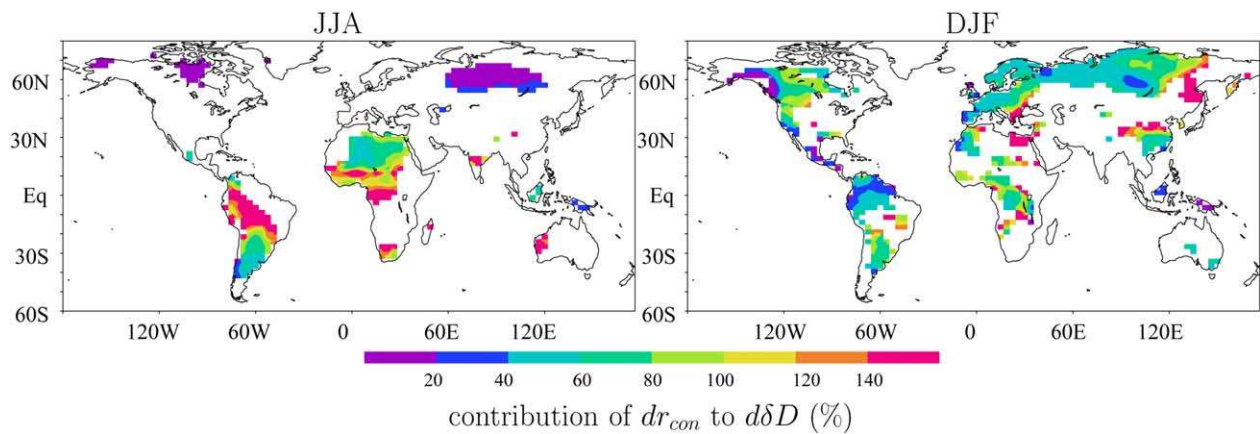 JJA
DJF
60N
30N
Eq
30S
60S
60N
30N
Eq
30S
60S
120W 60W 0 60E 120E
120W 60W 0 60E 120E
20 40 60 80 100 120 140
contribution of dr_con to dδD (%)